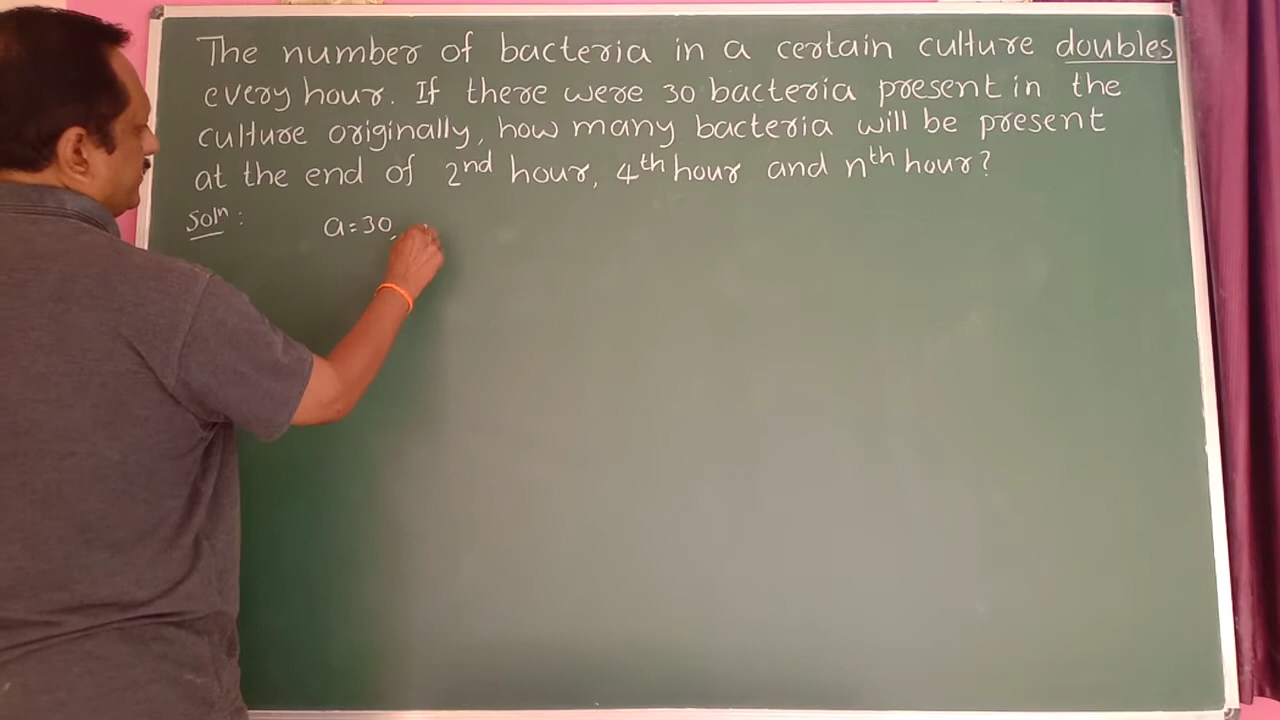 The number of bacteria in a certain culture doubles
every hour. If there were 30 bacteria present in the
culture originally, how many bacteria will be present
at the end of 2nd hour, 4th hour and nth hour?
Soln : a=30,